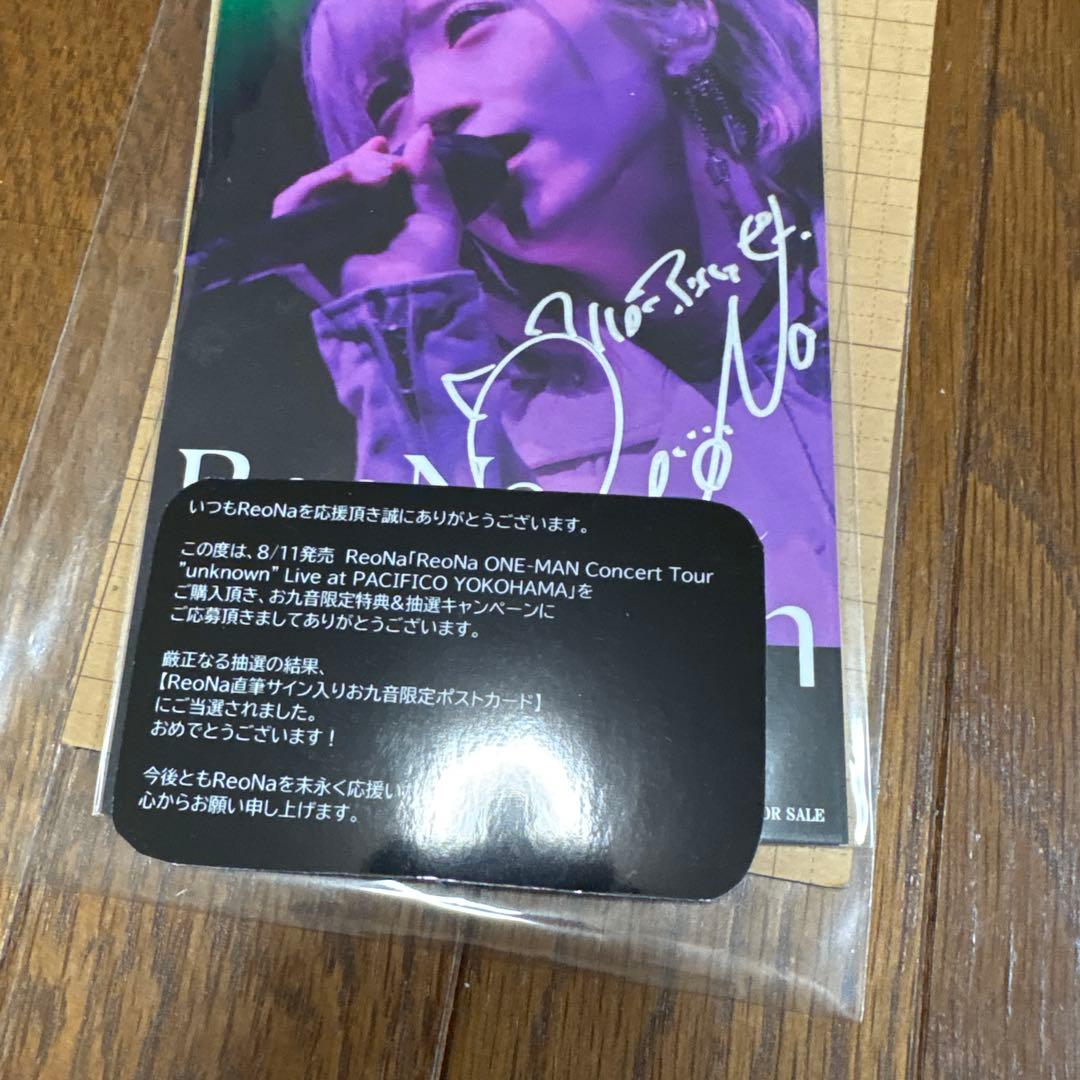 ReoNa
いつもReoNaを応援頂き誠にありがとうございます。
この度は、8/11発売 ReoNa「ReoNa ONE-MAN Concert Tour
"unknown" Live at PACIFICO YOKOHAMA」を
ご購入頂き、お九音限定特典&抽選キャンペーンに
ご応募頂きましてありがとうございます。
厳正なる抽選の結果、
【ReoNa直筆サイン入りお九音限定ポストカード】
にご当選されました。
おめでとうございます！
今後ともReoNaを末永く応援い
心からお願い申し上げます。
SALE